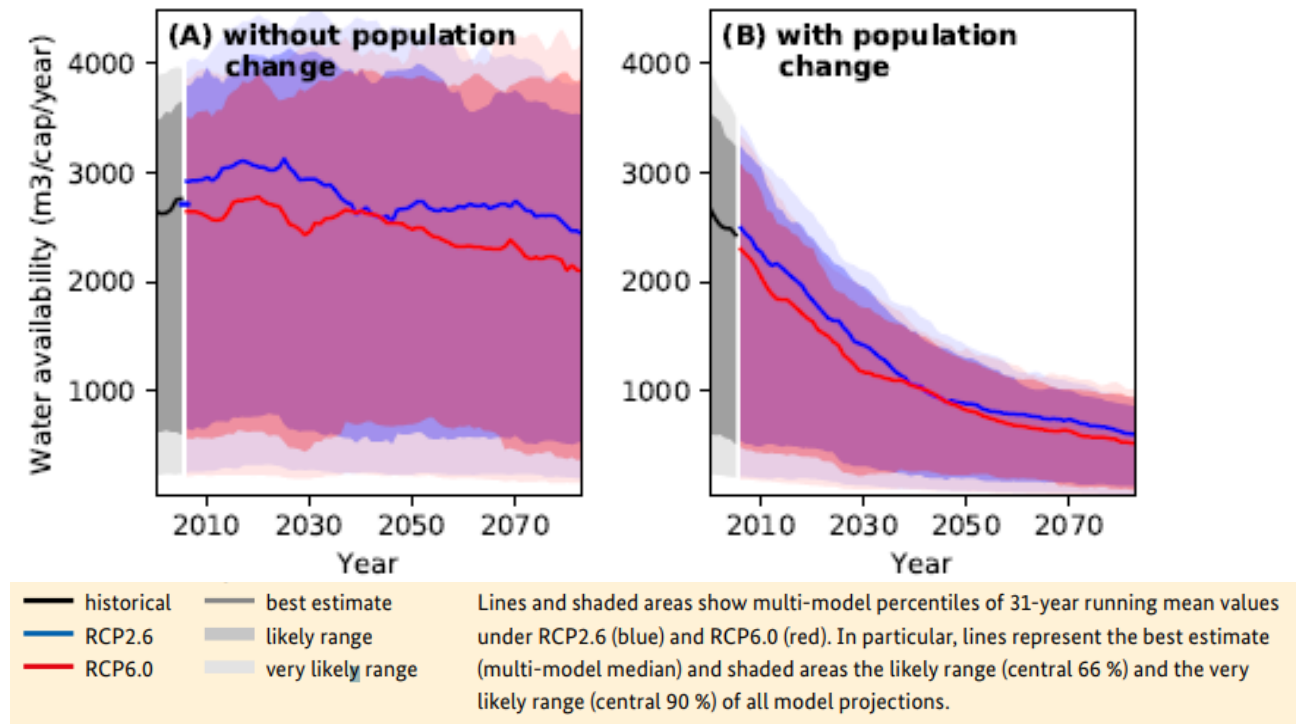 (A) without population
change
Water availability (m3/cap/year)
4000
3000
2000
1000
2010 2030 2050 2070
Year
(B) with population
change
4000
3000
2000
1000
2010 2030 2050 2070
Year
historical
RCP2.6
RCP6.0
best estimate
likely range
very likely range
Lines and shaded areas show multi-model percentiles of 31-year running mean values
under RCP2.6 (blue) and RCP6.0 (red). In particular, lines represent the best estimate
(multi-model median) and shaded areas the likely range (central 66 %) and the very
likely range (central 90 %) of all model projections.